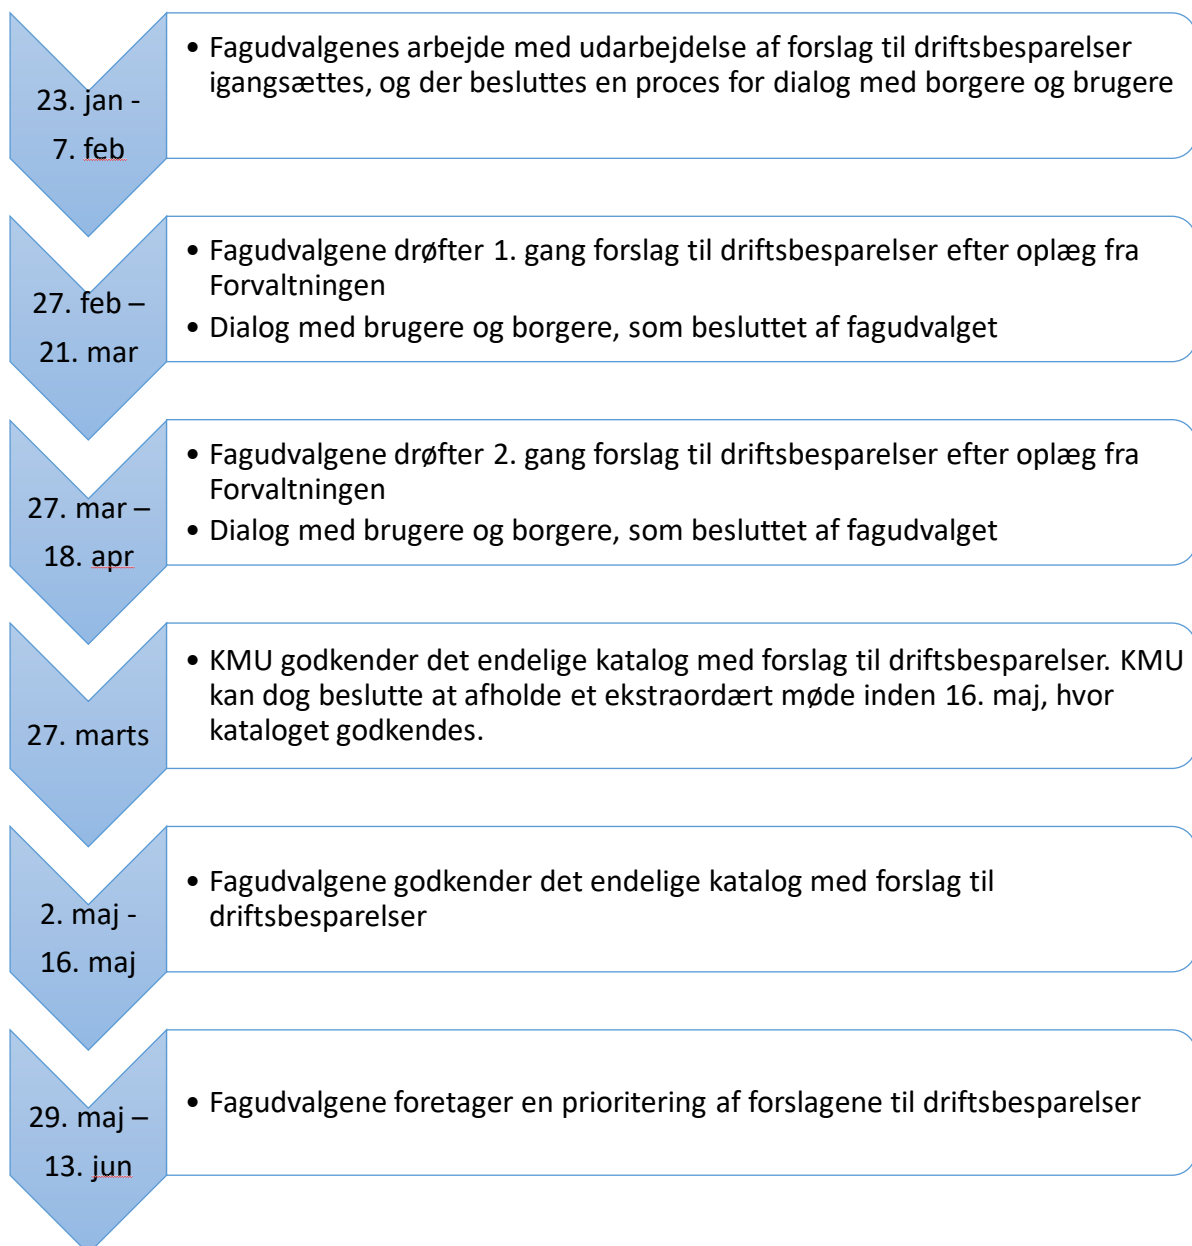 23. jan -
7. feb
• Fagudvalgenes arbejde med udarbejdelse af forslag til driftsbesparelser
igangsættes, og der besluttes en proces for dialog med borgere og brugere
27. feb –
21. mar
• Fagudvalgene drøfter 1. gang forslag til driftsbesparelser efter oplæg fra
Forvaltningen
• Dialog med brugere og borgere, som besluttet af fagudvalget
27. mar –
18. apr
• Fagudvalgene drøfter 2. gang forslag til driftsbesparelser efter oplæg fra
Forvaltningen
• Dialog med brugere og borgere, som besluttet af fagudvalget
27. marts
• KMU godkender det endelige katalog med forslag til driftsbesparelser. KMU
kan dog beslutte at afholde et ekstraordært møde inden 16. maj, hvor
kataloget godkendes.
2. maj -
16. maj
• Fagudvalgene godkender det endelige katalog med forslag til
driftsbesparelser
29. maj –
13. jun
• Fagudvalgene foretager en prioritering af forslagene til driftsbesparelser